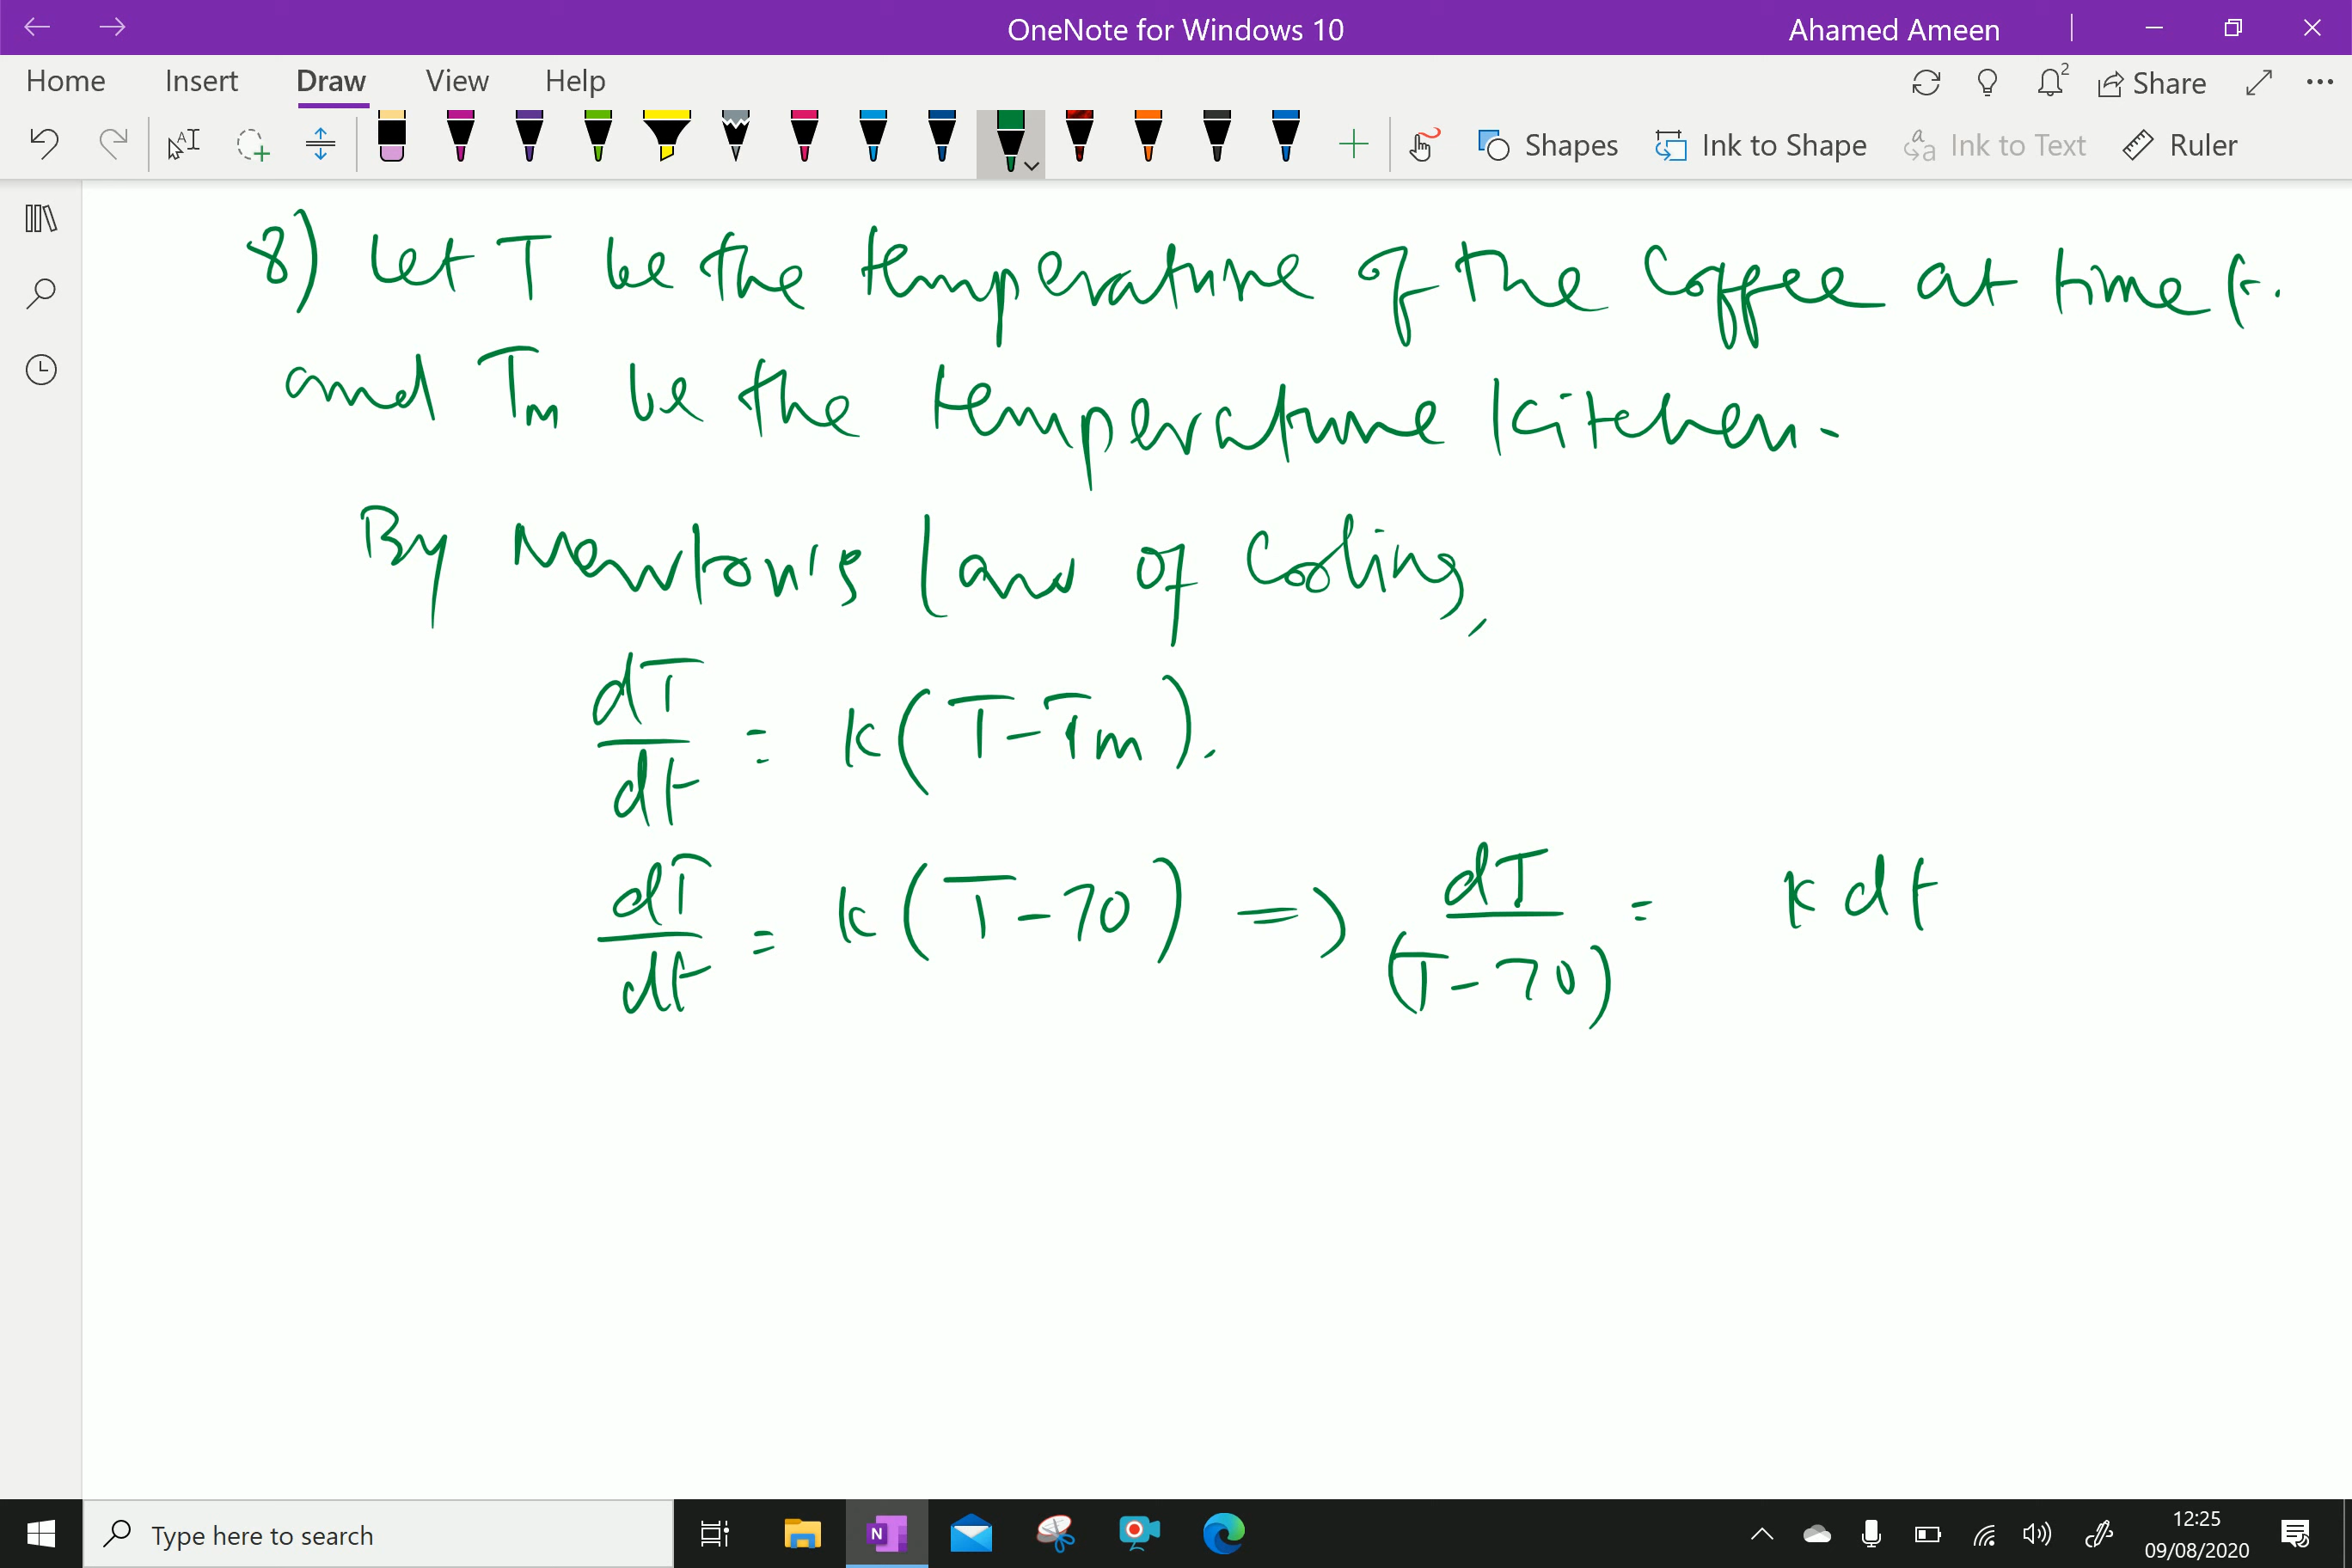 OneNote for Windows 10 Ahamed Ameen
Home Insert Draw View Help 2 Share
Shapes Ink to Shape Ink to Text Ruler
8) Let T be the temperature of the Coffee at time t.
and Tm be the temperature kitchen.
By Newton's Law of Cooling,
dT/dt = k(T-Tm).
dT/dt = k(T-70) => dT/(T-70) = k dt
Type here to search
N
12:25
09/08/2020